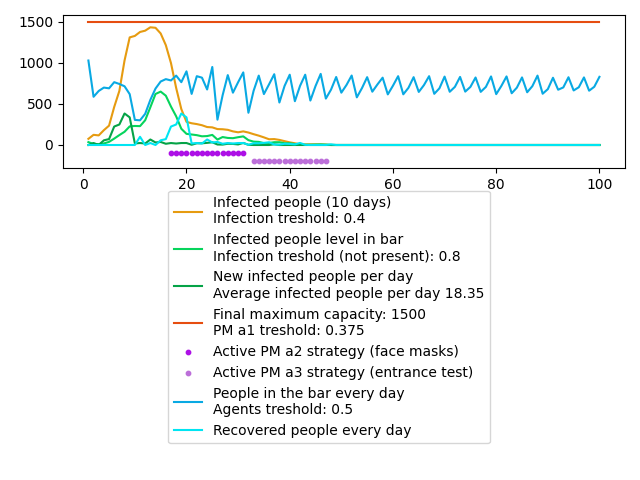 1500
1000
500
0
0 20 40 60 80 100
Infected people (10 days)
Infection treshold: 0.4
Infected people level in bar
Infection treshold (not present): 0.8
New infected people per day
Average infected people per day 18.35
Final maximum capacity: 1500
PM a1 treshold: 0.375
Active PM a2 strategy (face masks)
Active PM a3 strategy (entrance test)
People in the bar every day
Agents treshold: 0.5
Recovered people every day